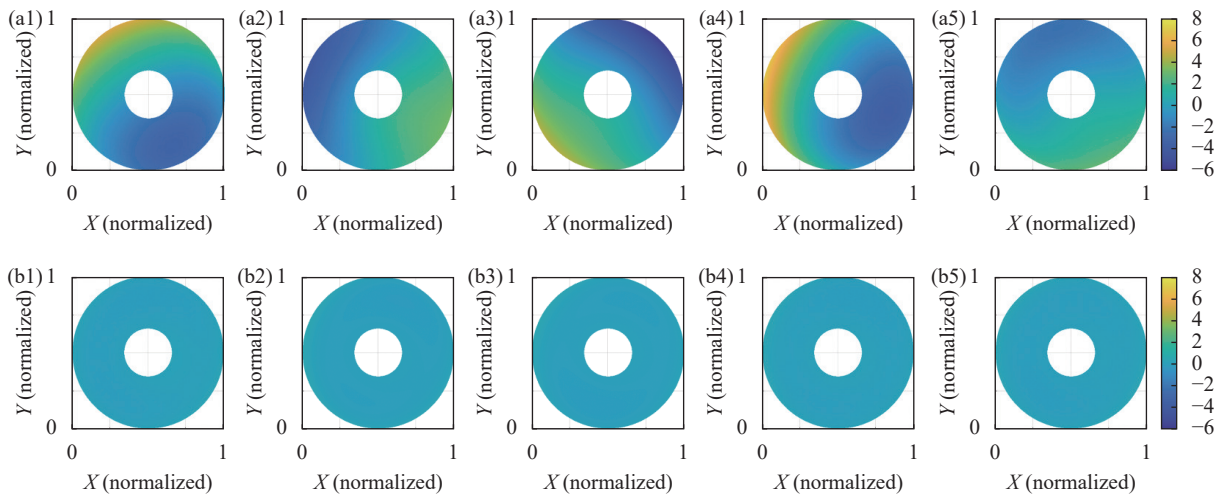 (a1) 1 (a2) 1 (a3) 1 (a4) 1 (a5) 1 8
6
4
2
0
−2
−4
−6
Y (normalized) Y (normalized) Y (normalized) Y (normalized) Y (normalized)
0 0 0 0 0
0 1 0 1 0 1 0 1 0 1
X (normalized) X (normalized) X (normalized) X (normalized) X (normalized)
(b1) 1 (b2) 1 (b3) 1 (b4) 1 (b5) 1 8
6
4
2
0
−2
−4
−6
Y (normalized) Y (normalized) Y (normalized) Y (normalized) Y (normalized)
0 0 0 0 0
0 1 0 1 0 1 0 1 0 1
X (normalized) X (normalized) X (normalized) X (normalized) X (normalized)